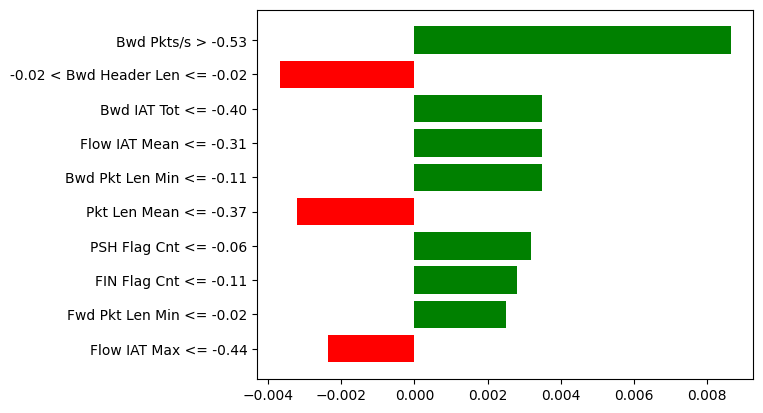 Bwd Pkts/s > -0.53
-0.02 < Bwd Header Len <= -0.02
Bwd IAT Tot <= -0.40
Flow IAT Mean <= -0.31
Bwd Pkt Len Min <= -0.11
Pkt Len Mean <= -0.37
PSH Flag Cnt <= -0.06
FIN Flag Cnt <= -0.11
Fwd Pkt Len Min <= -0.02
Flow IAT Max <= -0.44
−0.004 −0.002 0.000 0.002 0.004 0.006 0.008